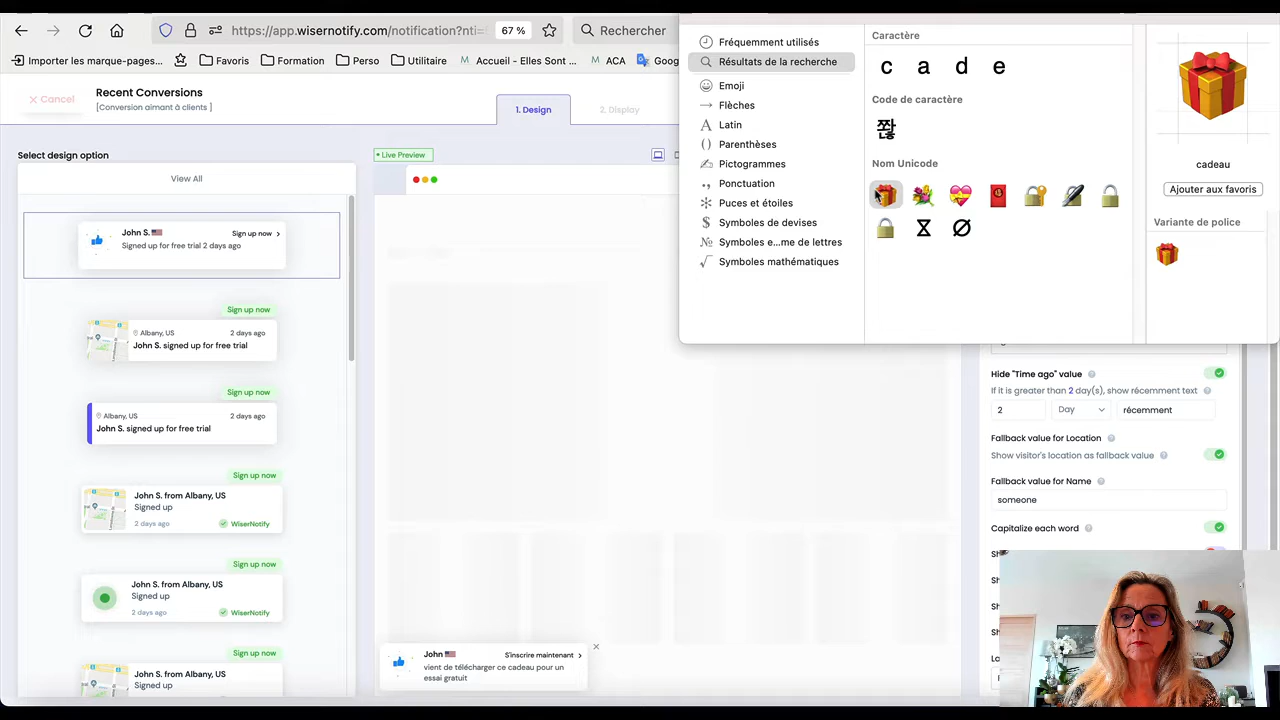 https://app.wisernotify.com/notification?nti=
67 %
Rechercher
Importer les marque-pages...
Favoris
Formation
Perso
Utilitaire
Accueil - Elles Sont ...
ACA
Goog
Cancel
Recent Conversions
[Conversion aimant à clients ]
1. Design
2. Display
Select design option
View All
John S.
Sign up now
Signed up for free trial 2 days ago
Sign up now
Albany, US
2 days ago
John S. signed up for free trial
Sign up now
Albany, US
2 days ago
John S. signed up for free trial
Sign up now
John S. from Albany, US
Signed up
2 days ago
WiserNotify
Sign up now
John S. from Albany, US
Signed up
2 days ago
WiserNotify
Sign up now
John S. from Albany, US
Signed up
Live Preview
John
S'inscrire maintenant
vient de télécharger ce cadeau pour un
essai gratuit
Fréquemment utilisés
Résultats de la recherche
Emoji
Flèches
Latin
Parenthèses
Pictogrammes
Ponctuation
Puces et étoiles
Symboles de devises
Symboles e...me de lettres
Symboles mathématiques
Caractère
c a d e
Code de caractère
Nom Unicode
cadeau
Ajouter aux favoris
Variante de police
Hide "Time ago" value
If it is greater than 2 day(s), show récemment text
2
Day
récemment
Fallback value for Location
Show visitor's location as fallback value
Fallback value for Name
someone
Capitalize each word